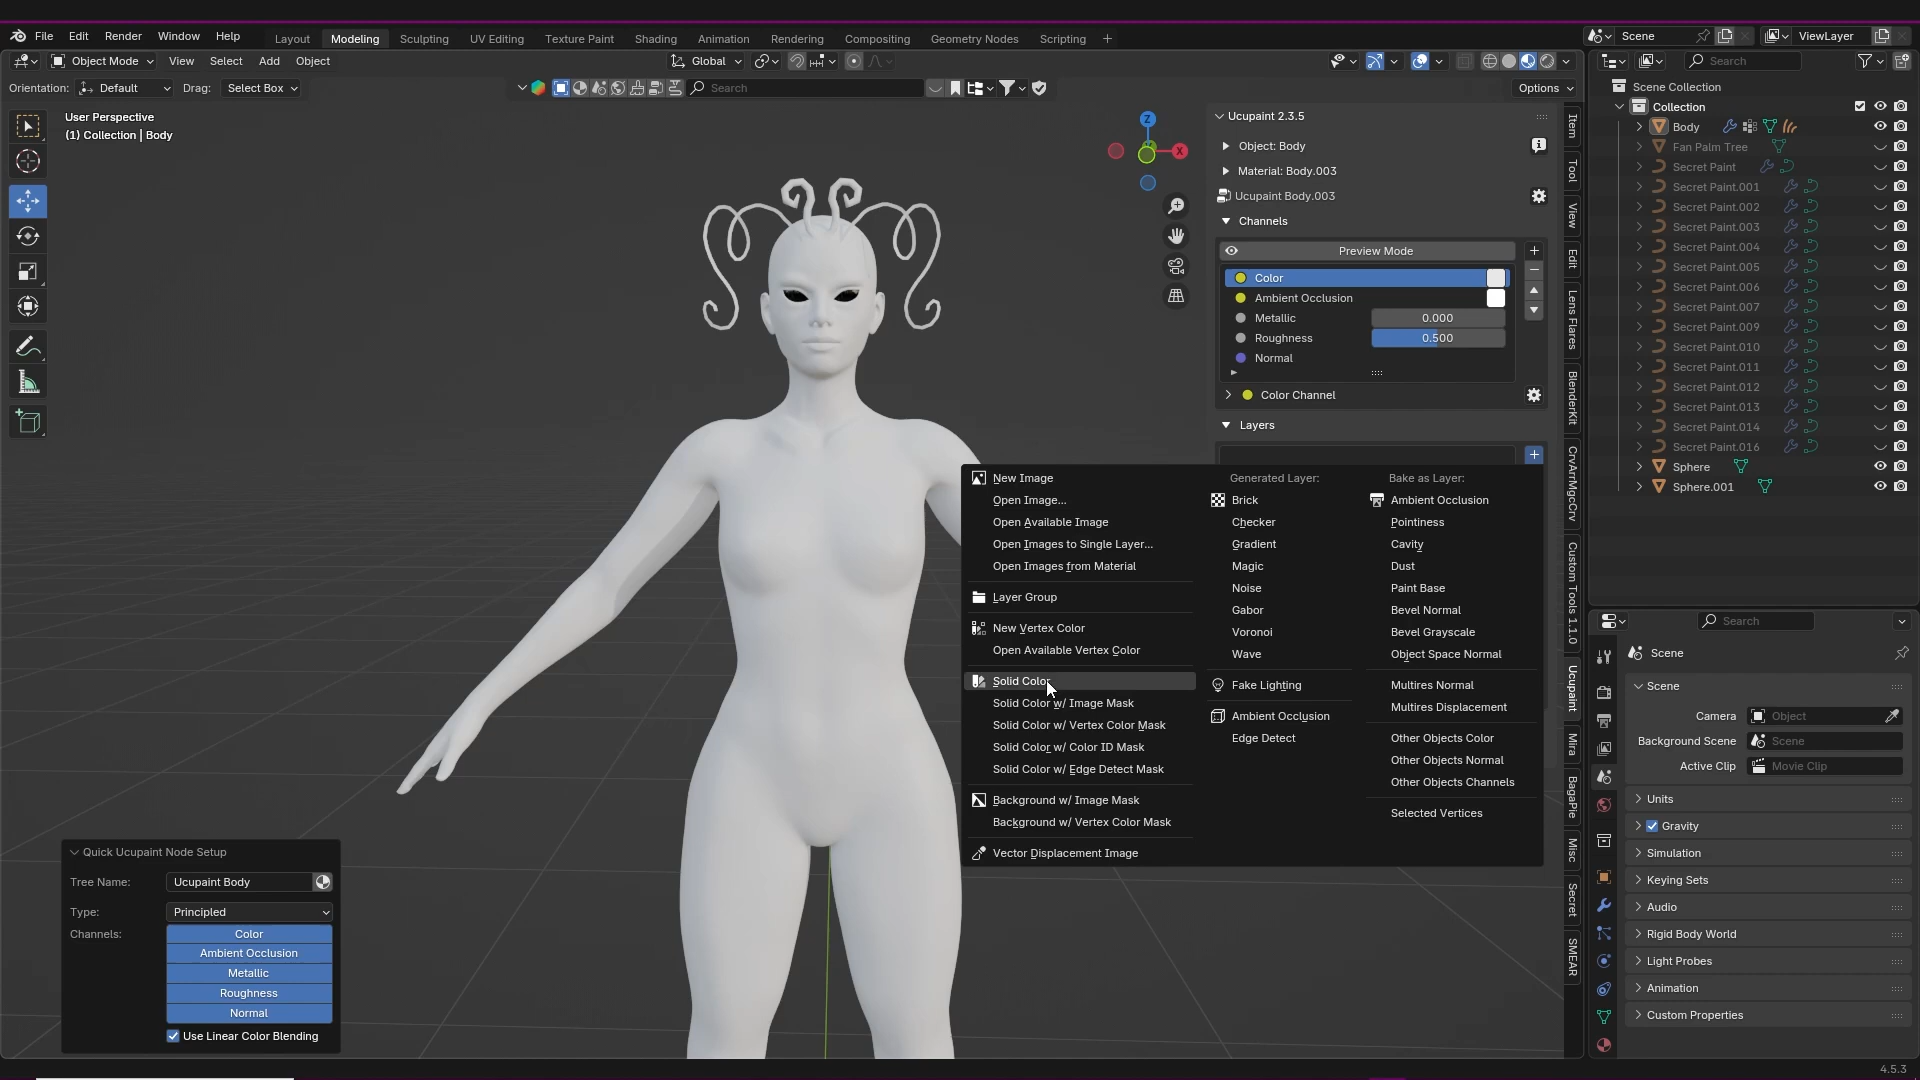 File Edit Render Window Help Layout Modeling Sculpting UV Editing Texture Paint Shading Animation Rendering Compositing Geometry Nodes Scripting + Scene ViewLayer
Object Mode View Select Add Object Global Search
Orientation: Default Drag: Select Box Search Options
User Perspective
(1) Collection | Body
Z
X
Ucupaint 2.3.5
Object: Body
Material: Body.003
Ucupaint Body.003
Channels
Preview Mode
Color
Ambient Occlusion
Metallic 0.000
Roughness 0.500
Normal
Color Channel
Layers
New Image
Open Image...
Open Available Image
Open Images to Single Layer...
Open Images from Material
Layer Group
New Vertex Color
Open Available Vertex Color
Solid Color
Solid Color w/ Image Mask
Solid Color w/ Vertex Color Mask
Solid Color w/ Color ID Mask
Solid Color w/ Edge Detect Mask
Background w/ Image Mask
Background w/ Vertex Color Mask
Vector Displacement Image
Generated Layer:
Brick
Checker
Gradient
Magic
Noise
Gabor
Voronoi
Wave
Fake Lighting
Ambient Occlusion
Edge Detect
Bake as Layer:
Ambient Occlusion
Pointiness
Cavity
Dust
Paint Base
Bevel Normal
Bevel Grayscale
Object Space Normal
Multires Normal
Multires Displacement
Other Objects Color
Other Objects Normal
Other Objects Channels
Selected Vertices
Item
Tool
View
Edit
Lens Flares
BlenderKit
CrvArrMgcCrv
Custom Tools 1.1.0
Ucupaint
Mira
BagaPie
Misc
Secret
SMEAR
Scene Collection
Collection
Body
Fan Palm Tree
Secret Paint
Secret Paint.001
Secret Paint.002
Secret Paint.003
Secret Paint.004
Secret Paint.005
Secret Paint.006
Secret Paint.007
Secret Paint.009
Secret Paint.010
Secret Paint.011
Secret Paint.012
Secret Paint.013
Secret Paint.014
Secret Paint.016
Sphere
Sphere.001
Search
Scene
Scene
Camera Object
Background Scene Scene
Active Clip Movie Clip
Units
Gravity
Simulation
Keying Sets
Audio
Rigid Body World
Light Probes
Animation
Custom Properties
Quick Ucupaint Node Setup
Tree Name: Ucupaint Body
Type: Principled
Channels: Color
Ambient Occlusion
Metallic
Roughness
Normal
Use Linear Color Blending
4.5.3